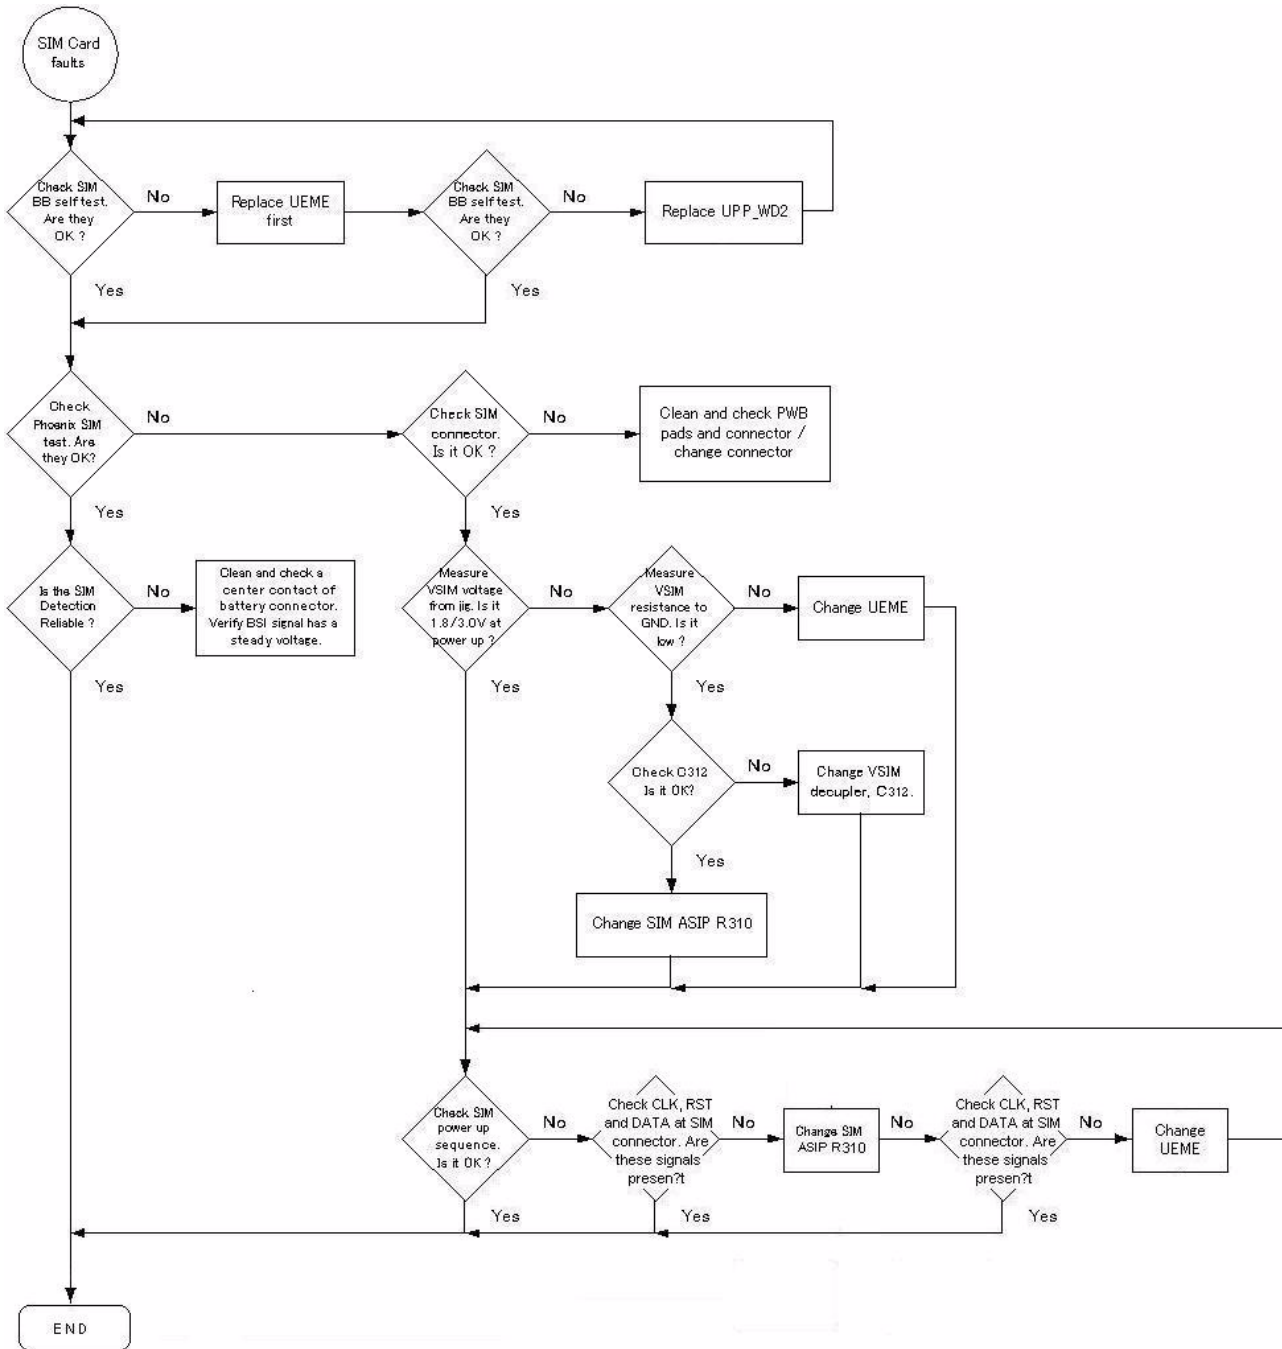 SIM Card
faults
Check SIM
BB self test.
Are they
OK ?
No
Replace UEME
first
Check SIM
BB self test.
Are they
OK ?
No
Replace UPP_WD2
Yes
Yes
Check
Phoenix SIM
test. Are
they OK?
No
Check SIM
connector.
Is it OK ?
No
Clean and check PWB
pads and connector /
change connector
Yes
Yes
Is the SIM
Detection
Reliable ?
No
Clean and check a
center contact of
battery connector.
Verify BSI signal has a
steady voltage.
Measure
VSIM voltage
from jig. Is it
1.8/3.0V at
power up ?
No
Measure
VSIM
resistance to
GND. Is it
low ?
No
Change UEME
Yes
Yes
Yes
Check C312
Is it OK?
No
Change VSIM
decupler, C312.
Yes
Change SIM ASIP R310
Check SIM
power up
sequence.
Is it OK ?
No
Check CLK, RST
and DATA at SIM
connector. Are
these signals
presen?t
No
Change SIM
ASIP R310
No
Check CLK, RST
and DATA at SIM
connector. Are
these signals
presen?t
No
Change
UEME
Yes
Yes
Yes
END